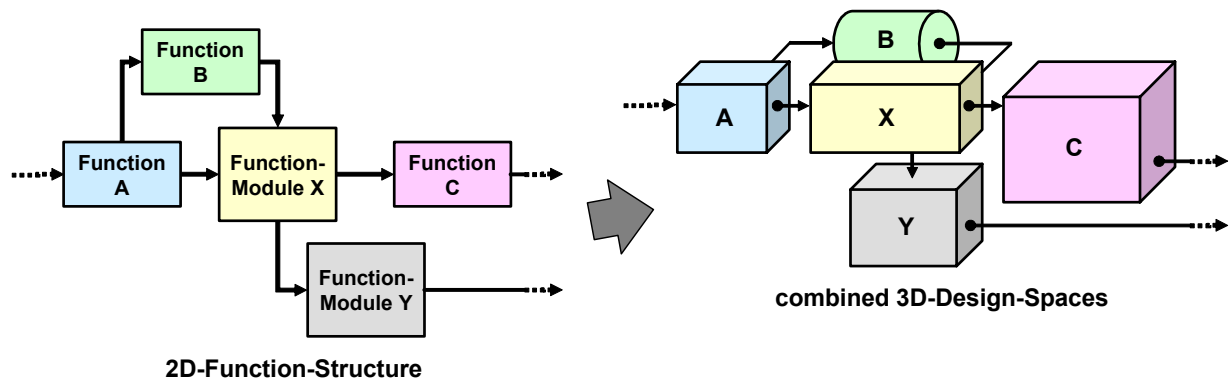 Function
B
Function
A
Function-
Module X
Function
C
Function-
Module Y
2D-Function-Structure
B
A
X
C
Y
combined 3D-Design-Spaces